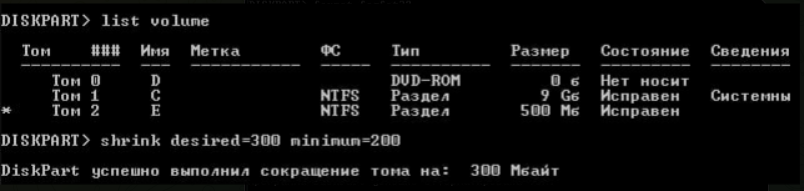 DISKPART> list volume
Том ### Имя Метка ФС Тип Размер Состояние Сведения
Том 0 D DVD-ROM 0 б Нет носит
Том 1 C NTFS Раздел 9 Gб Исправен Системны
* Том 2 E NTFS Раздел 500 Mб Исправен
DISKPART> shrink desired=300 minimum=200
DiskPart успешно выполнил сокращение тома на: 300 Мбайт